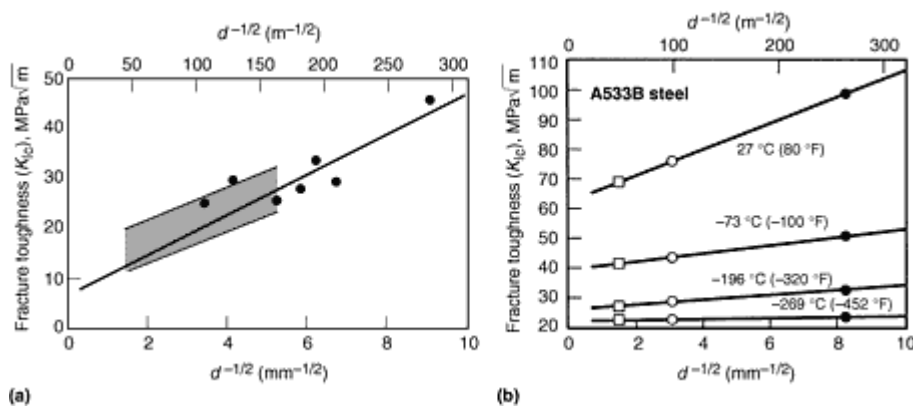 d −1/2 (m−1/2)
0 50 100 150 200 250 300
Fracture toughness (KIc), MPa√m
50
40
30
20
10
0
0 2 4 6 8 10
d −1/2 (mm−1/2)
(a)
d −1/2 (m−1/2)
0 100 200 300
Fracture toughness (KIc), MPa√m
110
100
90
80
70
60
50
40
30
20
A533B steel
27 °C (80 °F)
−73 °C (−100 °F)
−196 °C (−320 °F)
−269 °C (−452 °F)
0 2 4 6 8 10
d −1/2 (mm−1/2)
(b)